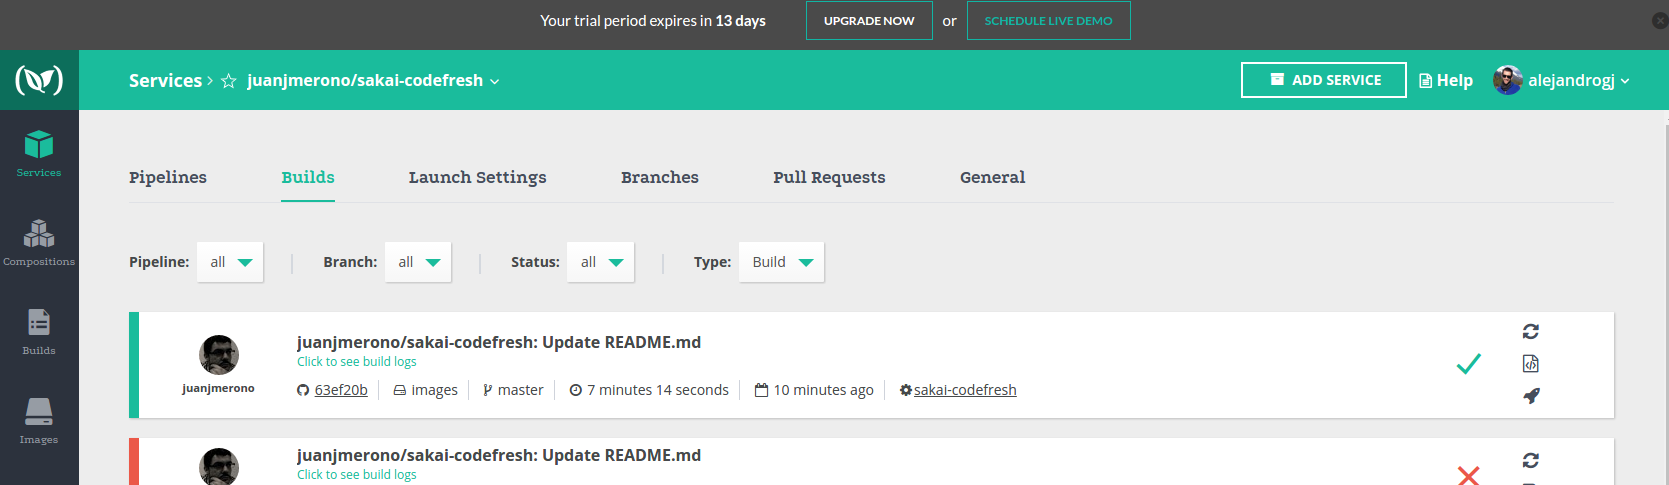 Your trial period expires in 13 days UPGRADE NOW or SCHEDULE LIVE DEMO
Services > juanjmerono/sakai-codefresh ADD SERVICE Help alejandrogj
Services
Compositions
Builds
Images
Pipelines Builds Launch Settings Branches Pull Requests General
Pipeline: all Branch: all Status: all Type: Build
juanjmerono
juanjmerono/sakai-codefresh: Update README.md
Click to see build logs
63ef20b images master 7 minutes 14 seconds 10 minutes ago sakai-codefresh
juanjmerono/sakai-codefresh: Update README.md
Click to see build logs